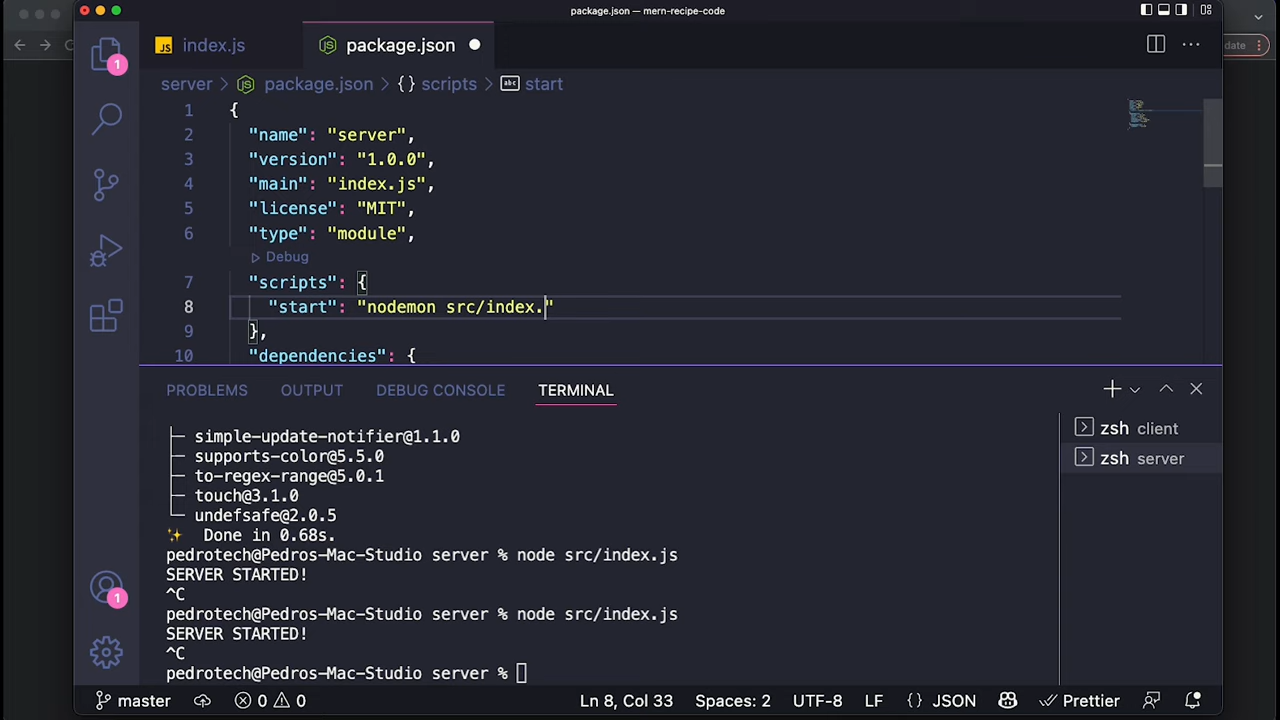 package.json — mern-recipe-code
date
JS index.js
package.json
server > package.json > {} scripts > abc start
1 {
2 "name": "server",
3 "version": "1.0.0",
4 "main": "index.js",
5 "license": "MIT",
6 "type": "module",
Debug
7 "scripts": {
8 "start": "nodemon src/index."
9 },
10 "dependencies": {
PROBLEMS OUTPUT DEBUG CONSOLE TERMINAL
├─ simple-update-notifier@1.1.0
├─ supports-color@5.5.0
├─ to-regex-range@5.0.1
├─ touch@3.1.0
└─ undefsafe@2.0.5
✨ Done in 0.68s.
pedrotech@Pedros-Mac-Studio server % node src/index.js
SERVER STARTED!
^C
pedrotech@Pedros-Mac-Studio server % node src/index.js
SERVER STARTED!
^C
pedrotech@Pedros-Mac-Studio server %
zsh client
zsh server
1
1
master 0 0 Ln 8, Col 33 Spaces: 2 UTF-8 LF {} JSON Prettier